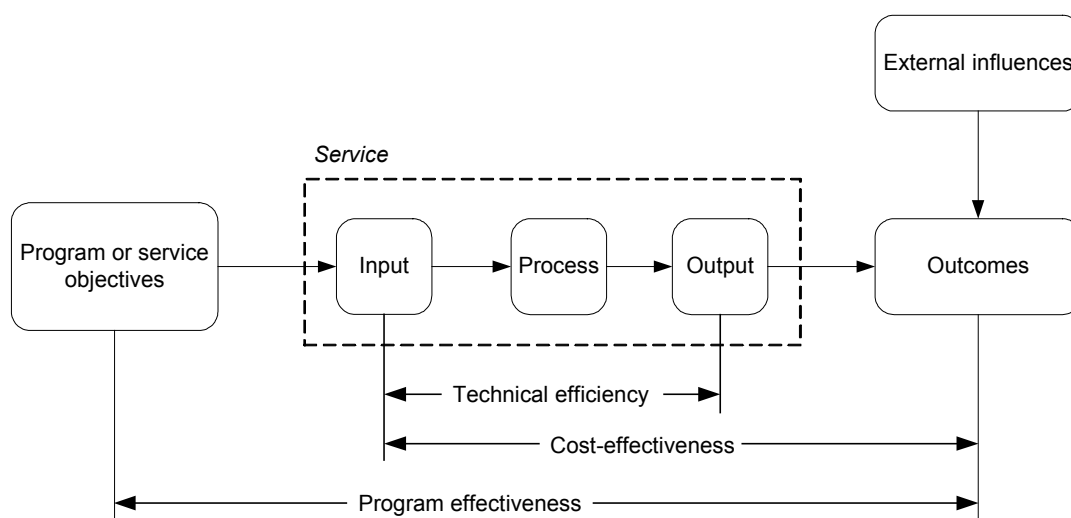 External influences
Service
Program or service
objectives
Input
Process
Output
Outcomes
Technical efficiency
Cost-effectiveness
Program effectiveness